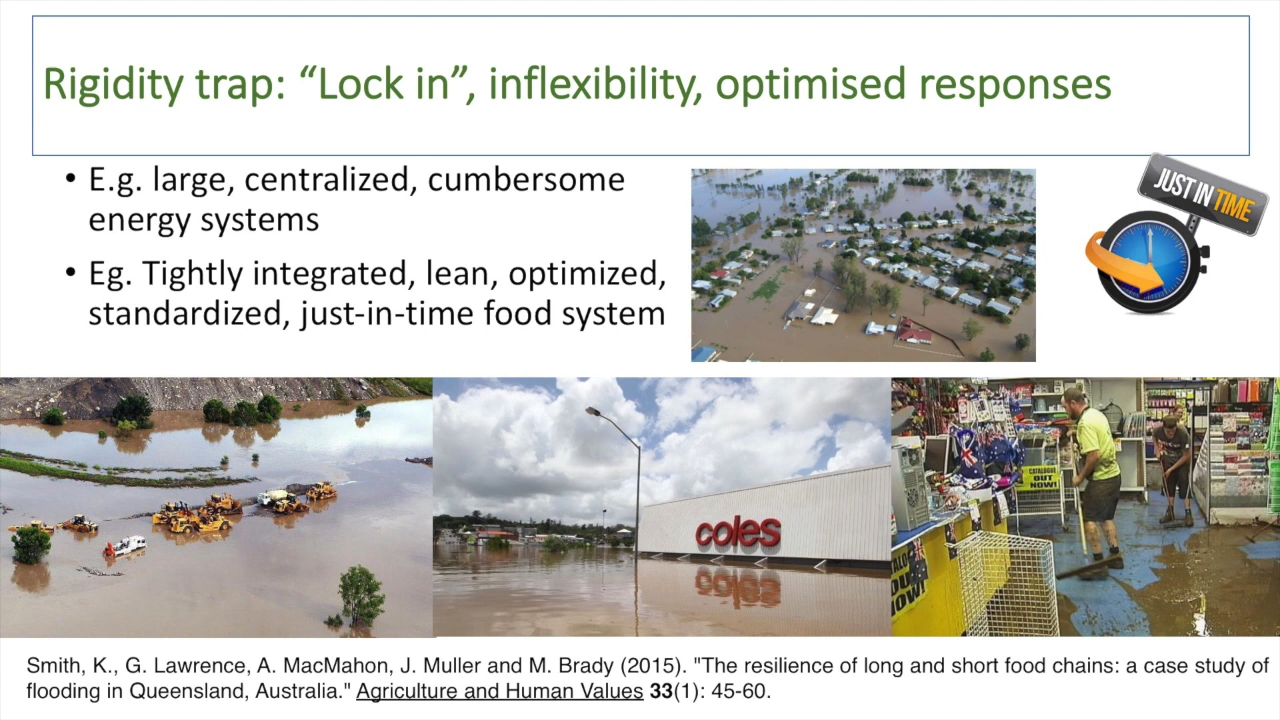 Rigidity trap: “Lock in”, inflexibility, optimised responses
• E.g. large, centralized, cumbersome
energy systems
• Eg. Tightly integrated, lean, optimized,
standardized, just-in-time food system
JUST IN TIME
coles
CATALOGUE
OUT
NOW!
OUT
NOW!
Smith, K., G. Lawrence, A. MacMahon, J. Muller and M. Brady (2015). "The resilience of long and short food chains: a case study of
flooding in Queensland, Australia." Agriculture and Human Values 33(1): 45-60.